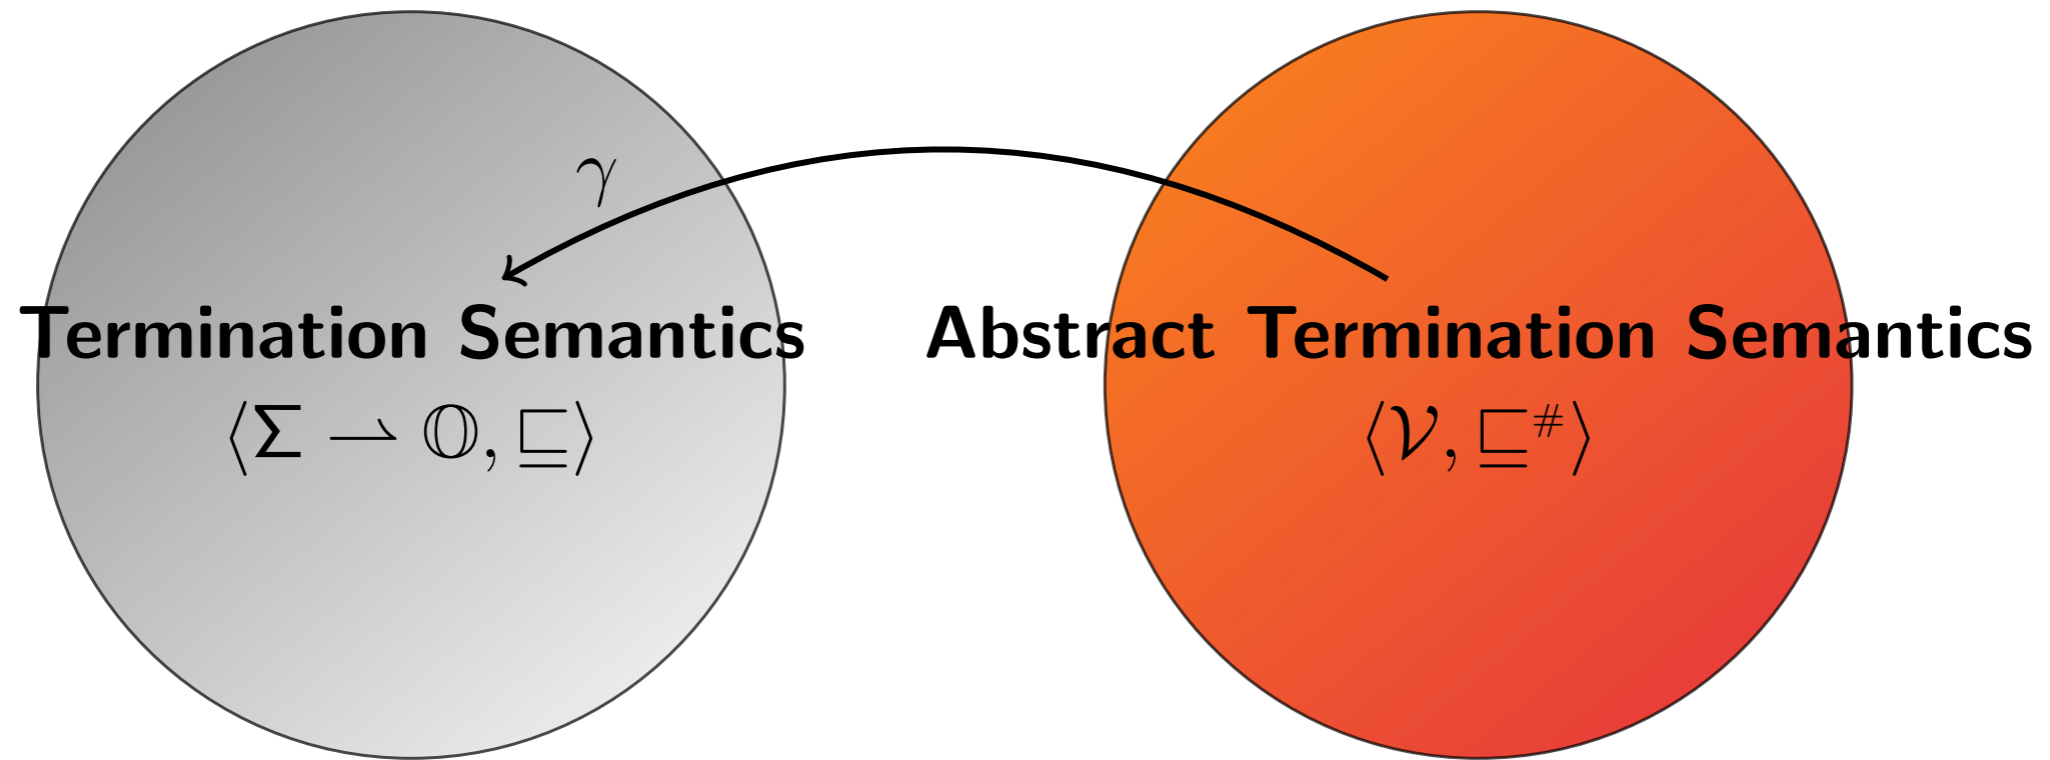 γ
Termination Semantics
⟨Σ ⇀ 𝕆, ⊑⟩
Abstract Termination Semantics
⟨𝒱, ⊑#⟩